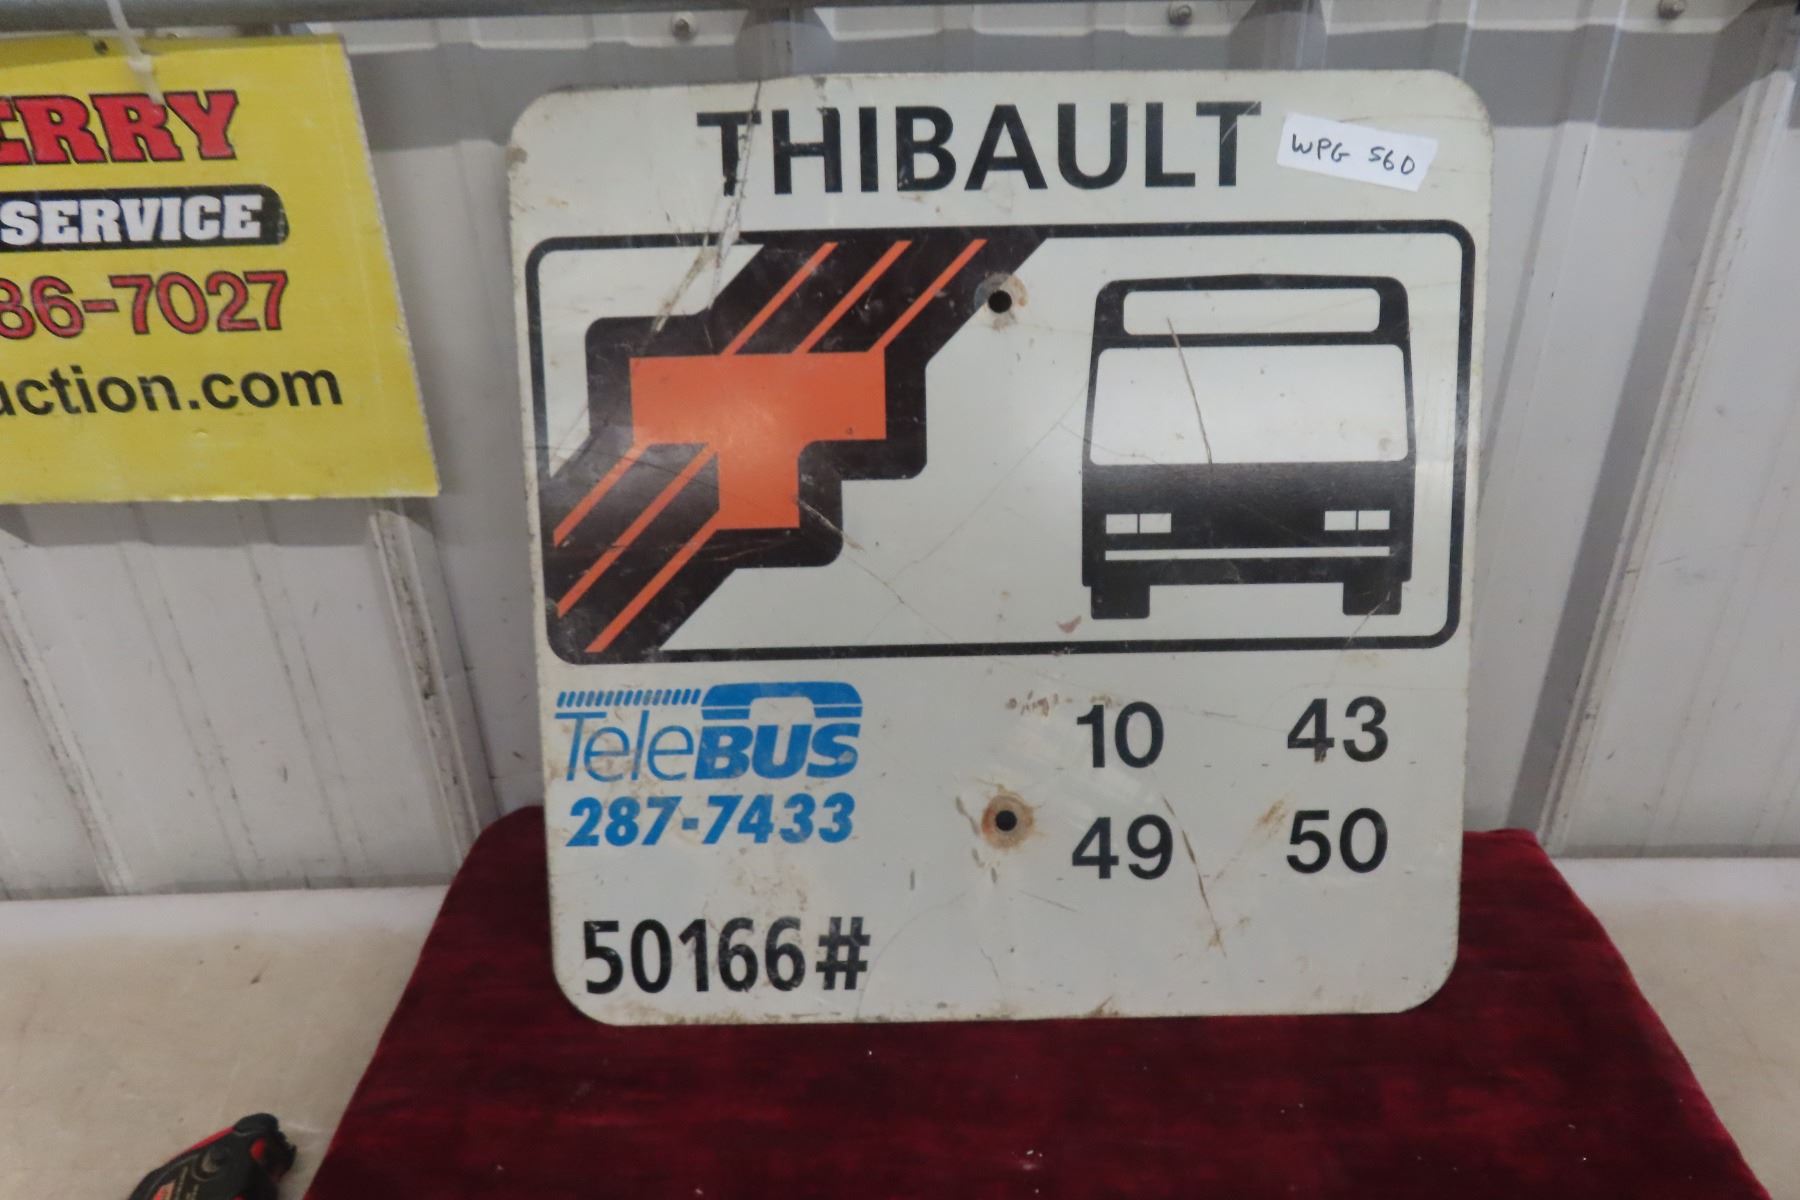 ERRY
SERVICE
86-7027
uction.com
THIBAULT
WPG 560
T
TeleBUS
287-7433
10 43
49 50
50166#